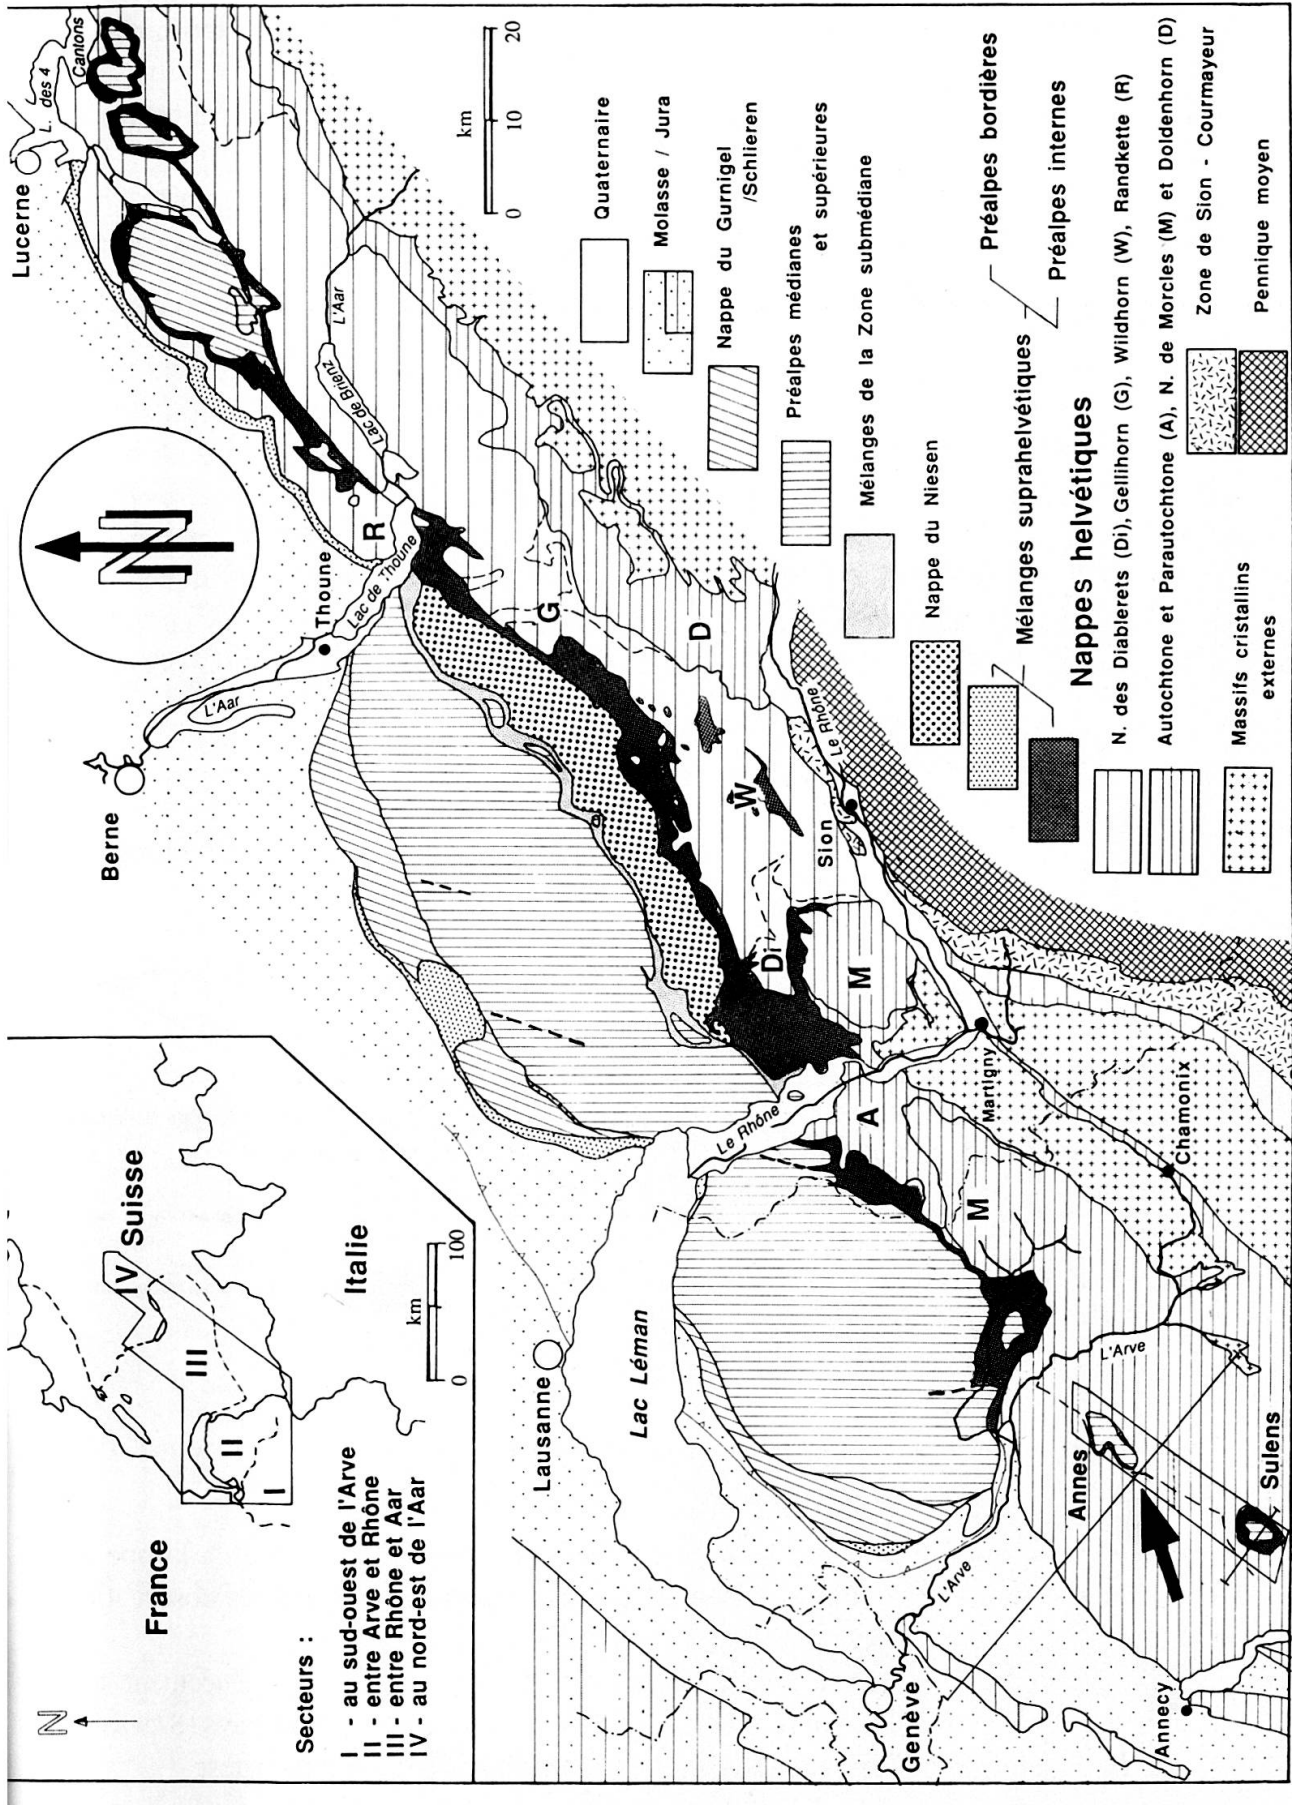 N
France
Suisse
Italie
I
II
III
IV
Secteurs :
I - au sud-ouest de l'Arve
II - entre Arve et Rhône
III - entre Rhône et Aar
IV - au nord-est de l'Aar
0
km
100
N
Berne
L'Aar
Thoune
Lac de Thoune
Lac de Brienz
L'Aar
Lucerne
L. des 4
Cantons
R
G
D
W
Di
M
A
M
Sion
Le Rhône
Le Rhône
Martigny
Chamonix
Lausanne
Lac Léman
Genève
L'Arve
L'Arve
Annes
Sulens
Annecy
km
0
10
20
Quaternaire
Molasse / Jura
Nappe du Gurnigel
/Schlieren
Préalpes médianes
et supérieures
Mélanges de la Zone submédiane
Nappe du Niesen
Mélanges suprahelvétiques
Préalpes bordières
Préalpes internes
Nappes helvétiques
N. des Diablerets (Di), Gellihorn (G), Wildhorn (W), Randkette (R)
Autochtone et Parautochtoine (A), N. de Morcles (M) et Doldenhorn (D)
Massifs cristallins
externes
Zone de Sion - Courmayeur
Pennique moyen